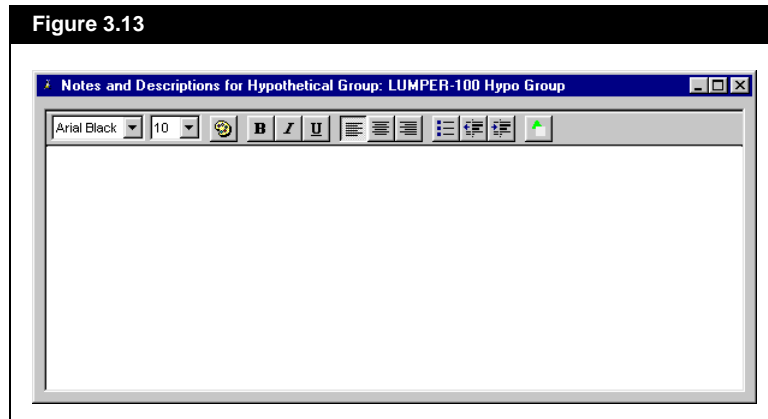 Figure 3.13
Notes and Descriptions for Hypothetical Group: LUMPER-100 Hypo Group
Arial Black 10 B I U